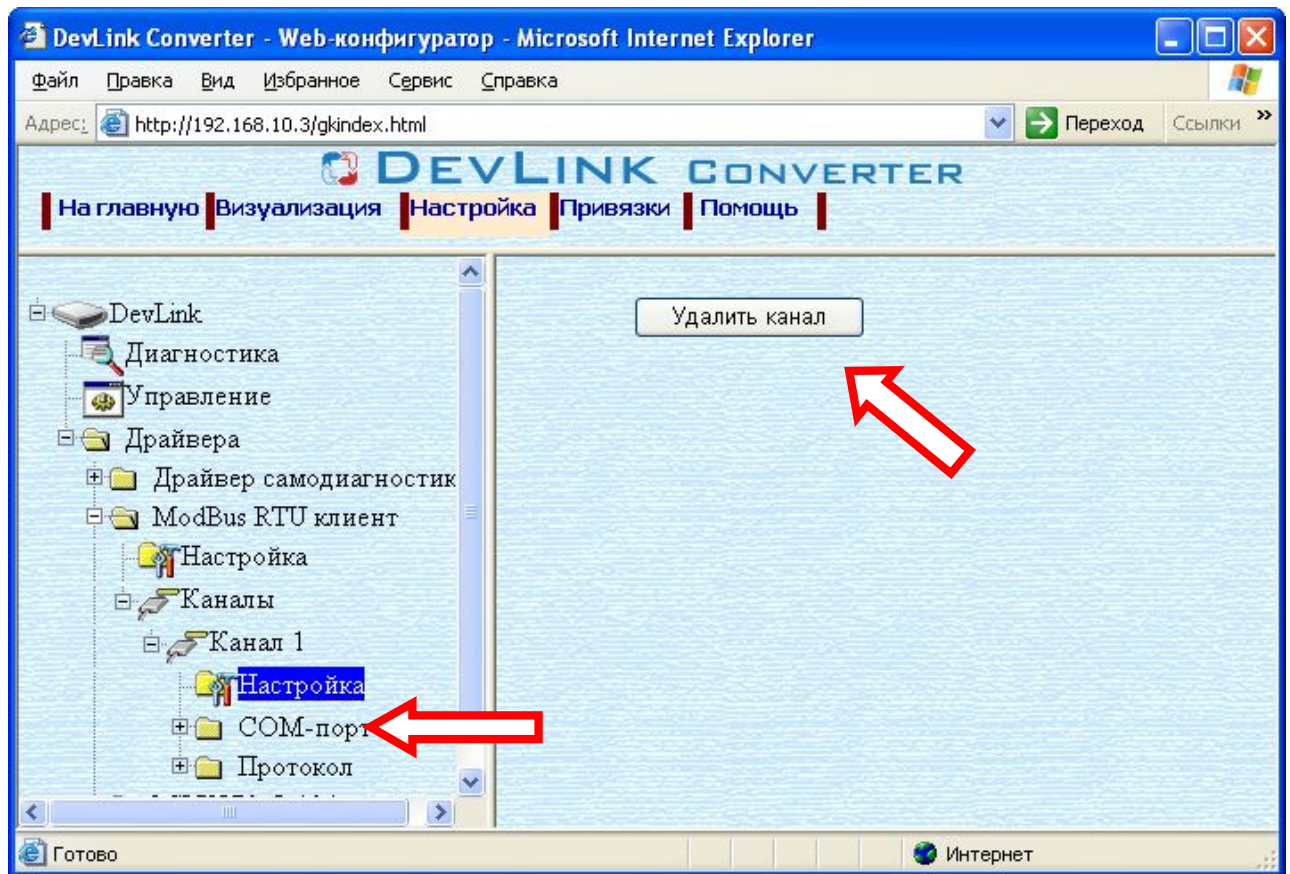 DevLink Converter - Web-конфигуратор - Microsoft Internet Explorer
Файл Правка Вид Избранное Сервис Справка
Адрес: http://192.168.10.3/gkindex.html Переход Ссылки »
DEVLINK CONVERTER
На главную Визуализация Настройка Привязки Помощь
Удалить канал
DevLink
Диагностика
Управление
Драйвера
Драйвер самодиагностик
ModBus RTU клиент
Настройка
Каналы
Канал 1
Настройка
COM-порт
Протокол
Готово Интернет